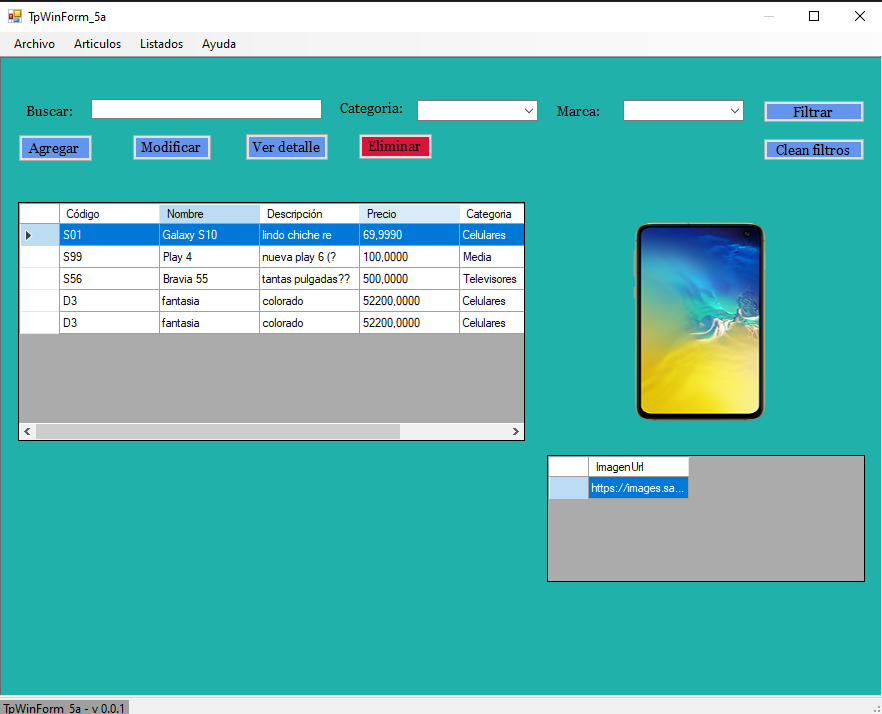 TpWinForm_5a
Archivo Articulos Listados Ayuda
Buscar: Categoria: Marca: Filtrar
Agregar Modificar Ver detalle Eliminar Clean filtros
Código Nombre Descripción Precio Categoria
S01 Galaxy S10 lindo chiche re 69,9990 Celulares
S99 Play 4 nueva play 6 (? 100,0000 Media
S56 Bravia 55 tantas pulgadas?? 500,0000 Televisores
D3 fantasia colorado 52200,0000 Celulares
D3 fantasia colorado 52200,0000 Celulares
ImagenUrl
https://images.sa...
TpWinForm_5a - v 0.0.1